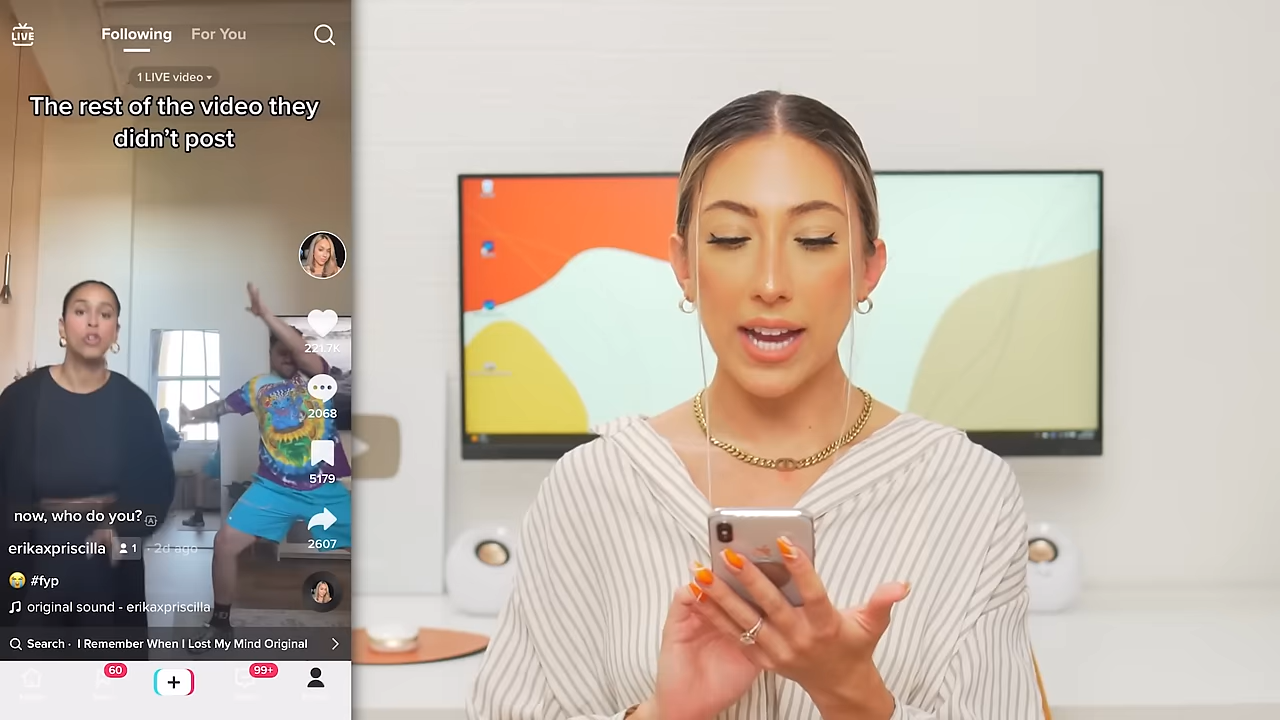 LIVE
Following
For You
1 LIVE video
The rest of the video they
didn't post
221.7K
2068
5179
2607
now, who do you?
erikaxpriscilla
1
· 2d ago
😭 #fyp
original sound - erikaxpriscilla
Search · I Remember When I Lost My Mind Original
60
99+